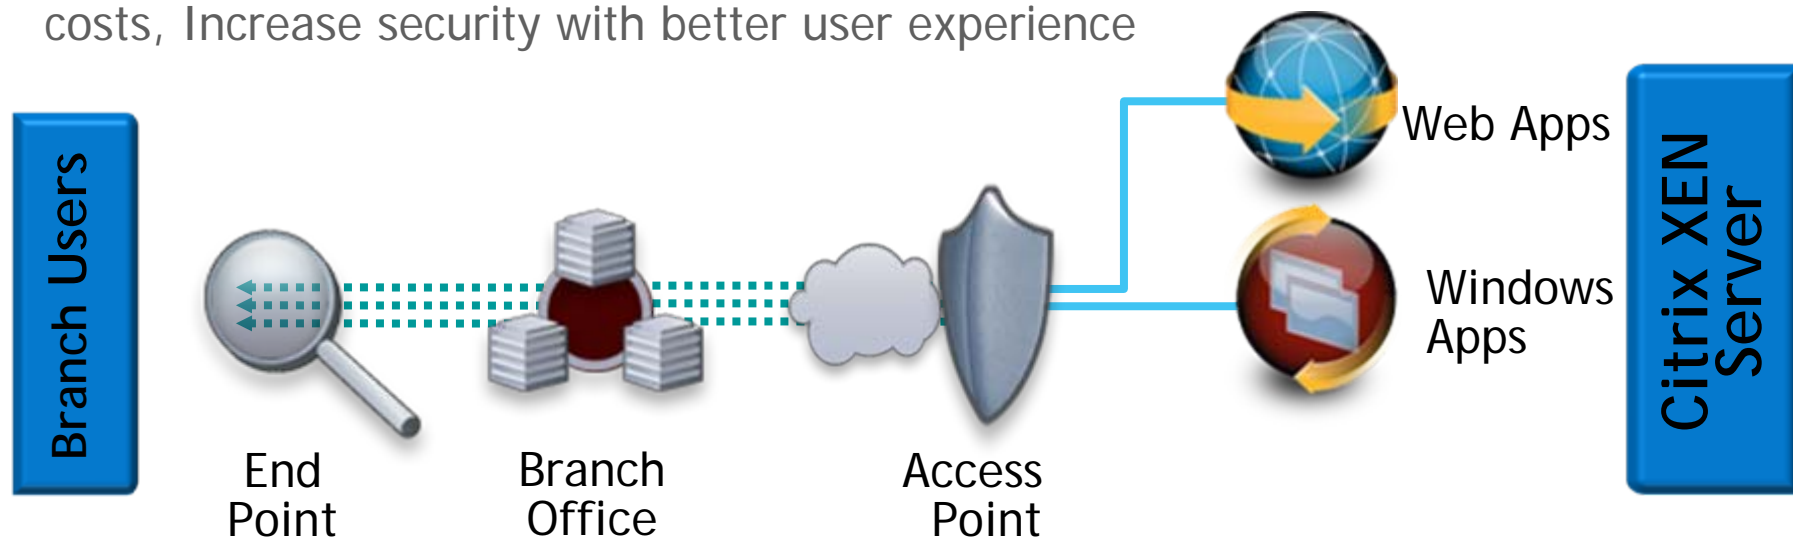 costs, Increase security with better user experience
Branch Users
End
Point
Branch
Office
Access
Point
Web Apps
Windows
Apps
Citrix XEN
Server